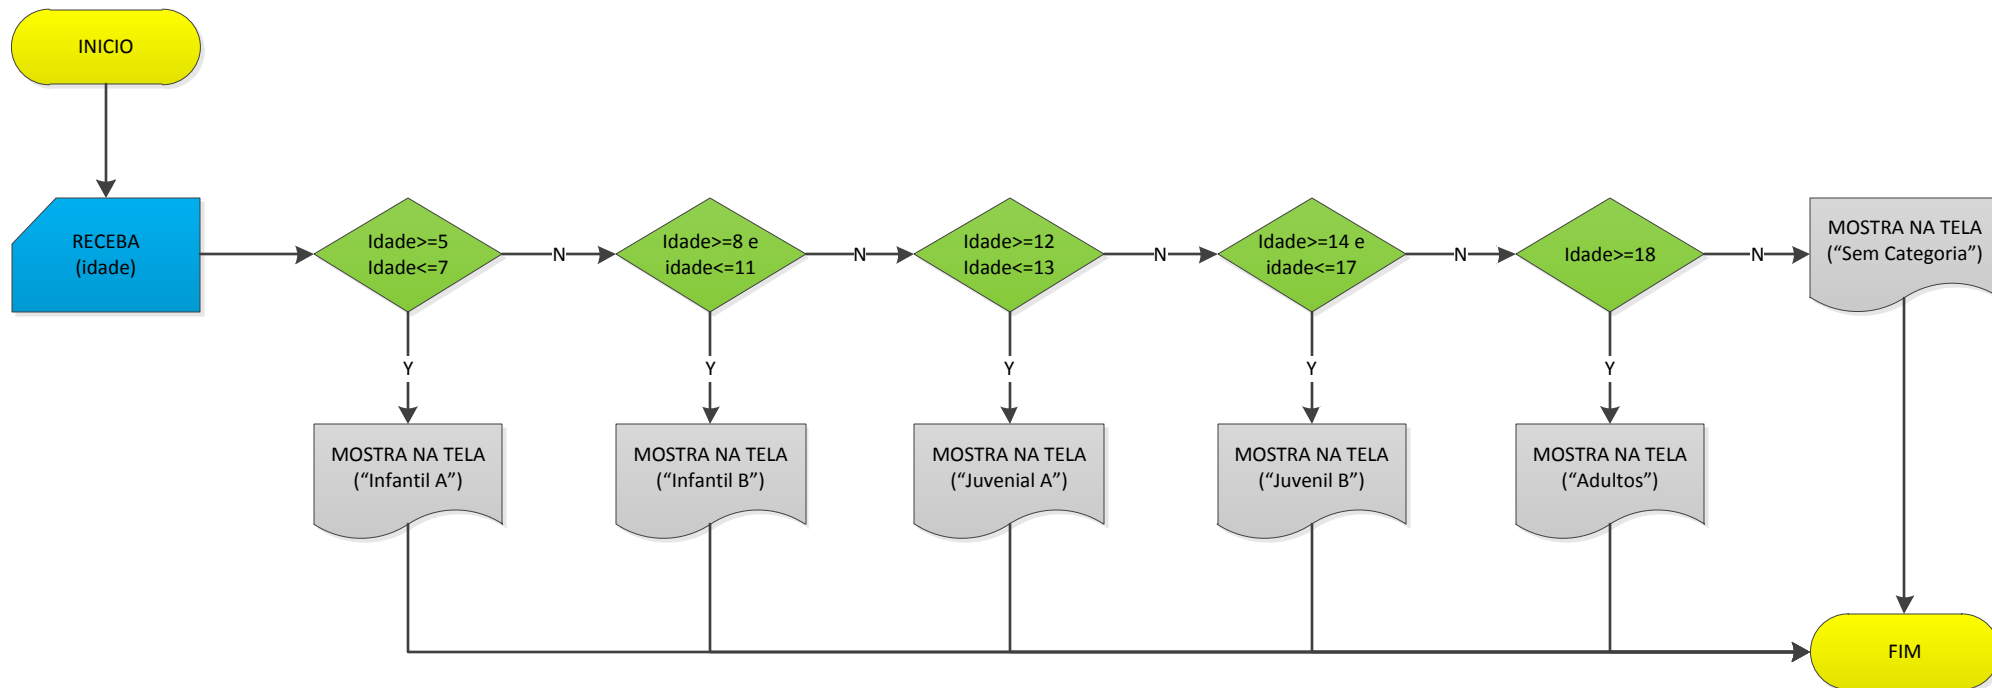 INICIO
RECEBA
(idade)
Idade>=5
Idade<=7
N
Idade>=8 e
idade<=11
N
Idade>=12
Idade<=13
N
Idade>=14 e
idade<=17
N
Idade>=18
N
MOSTRA NA TELA
(“Sem Categoria”)
Y
Y
Y
Y
Y
MOSTRA NA TELA
(“Infantil A”)
MOSTRA NA TELA
(“Infantil B”)
MOSTRA NA TELA
(“Juvenial A”)
MOSTRA NA TELA
(“Juvenil B”)
MOSTRA NA TELA
(“Adultos”)
FIM